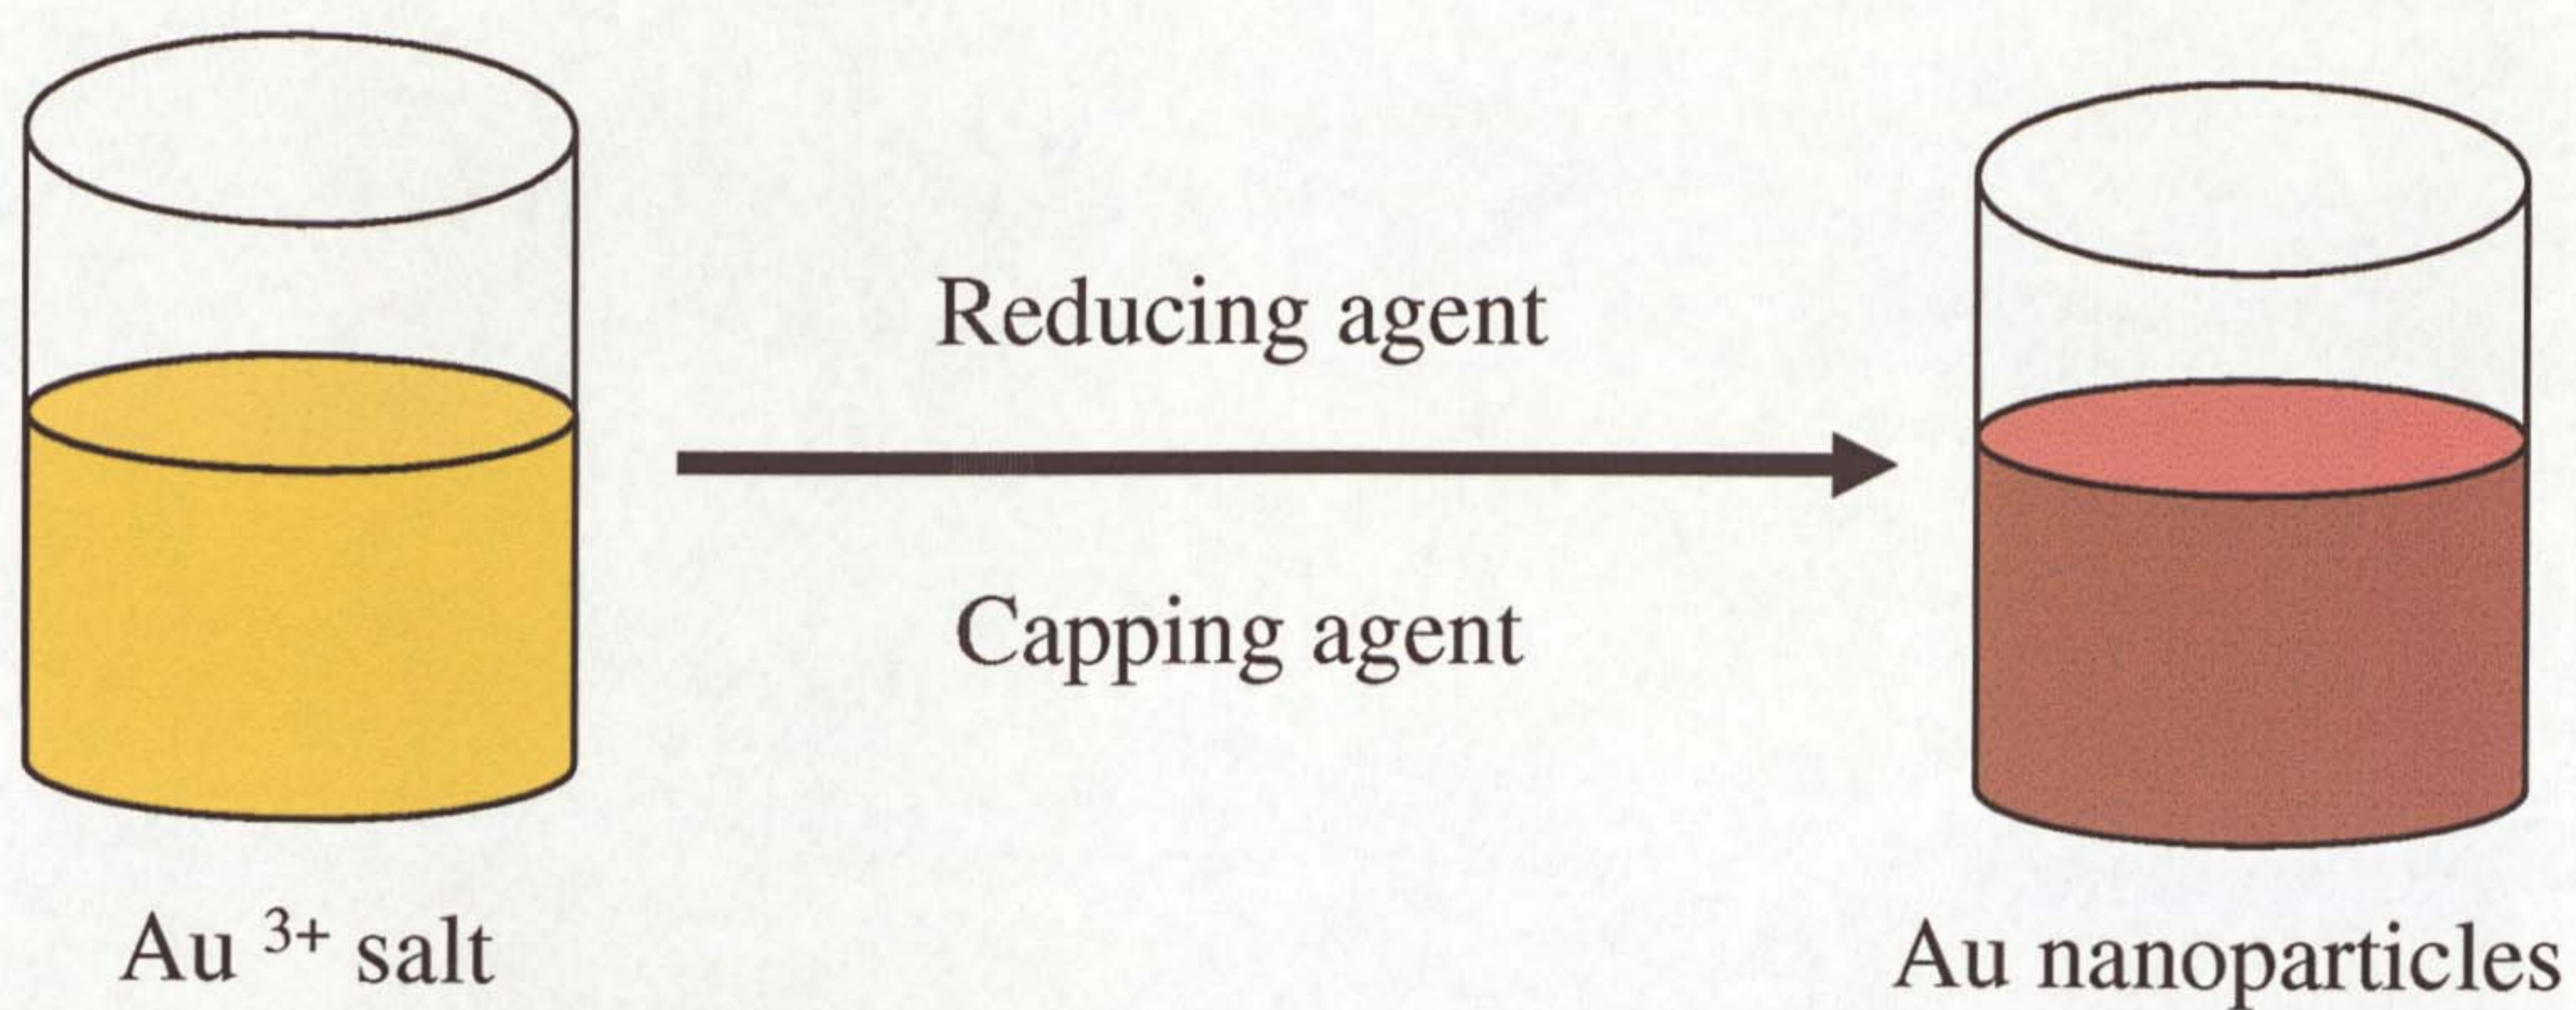 Reducing agent
Capping agent
Au ³⁺ salt
Au nanoparticles